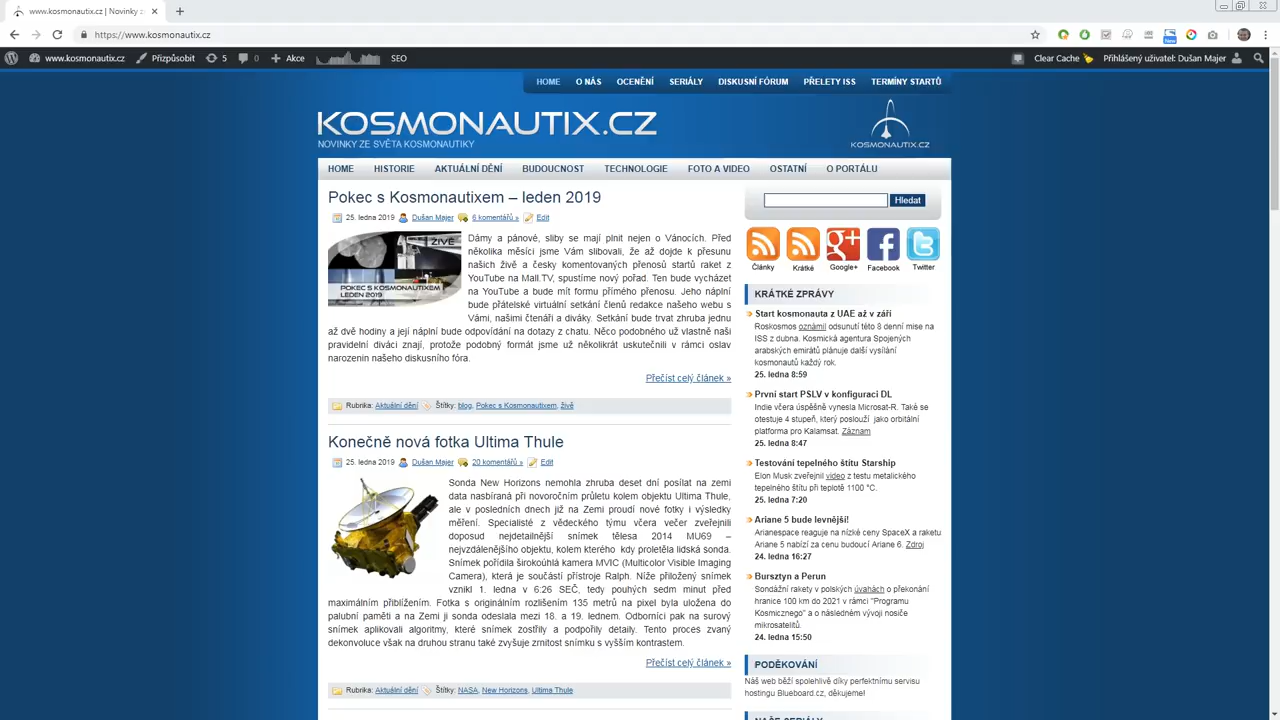 www.kosmonautix.cz | Novinky z
https://www.kosmonautix.cz
www.kosmonautix.cz
Přizpůsobit
5
0
Akce
SEO
Clear Cache
Přihlášený uživatel: Dušan Majer
HOME O NÁS OCENĚNÍ SERIÁLY DISKUSNÍ FÓRUM PŘELETY ISS TERMÍNY STARTŮ
KOSMONAUTIX.CZ
NOVINKY ZE SVĚTA KOSMONAUTIKY
KOSMONAUTIX.CZ
HOME HISTORIE AKTUÁLNÍ DĚNÍ BUDOUCNOST TECHNOLOGIE FOTO A VIDEO OSTATNÍ O PORTÁLU
Pokec s Kosmonautixem – leden 2019
25. ledna 2019 Dušan Majer 6 komentářů » Edit
ŽIVĚ
POKEC S KOSMONAUTIXEM
LEDEN 2019
Dámy a pánové, sliby se mají plnit nejen o Vánocích. Před
několika měsíci jsme Vám slibovali, že až dojde k přesunu
našich živě a česky komentovaných přenosů startů raket z
YouTube na Mall.TV, spustíme nový pořad. Ten bude vycházet
na YouTube a bude mít formu přímého přenosu. Jeho náplní
bude přátelské virtuální setkání členů redakce našeho webu s
Vámi, našimi čtenáři a diváky. Setkání bude trvat zhruba jednu
až dvě hodiny a její náplní bude odpovídání na dotazy z chatu. Něco podobného už vlastně naši
pravidelní diváci znají, protože podobný formát jsme už několikrát uskutečnili v rámci oslav
narozenin našeho diskusního fóra.
Přečíst celý článek »
Rubrika: Aktuální dění Štítky: blog, Pokec s Kosmonautixem, živě
Konečně nová fotka Ultima Thule
25. ledna 2019 Dušan Majer 20 komentářů » Edit
Sonda New Horizons nemohla zhruba deset dní posílat na zemi
data nasbíraná při novoročním průletu kolem objektu Ultima Thule,
ale v posledních dnech již na Zemi proudí nové fotky i výsledky
měření. Specialisté z vědeckého týmu včera večer zveřejnili
doposud nejdetailnější snímek tělesa 2014 MU69 –
nejvzdálenějšího objektu, kolem kterého kdy proletěla lidská sonda.
Snímek pořídila širokoúhlá kamera MVIC (Multicolor Visible Imaging
Camera), která je součástí přístroje Ralph. Níže přiložený snímek
vznikl 1. ledna v 6:26 SEČ, tedy pouhých sedm minut před
maximálním přiblížením. Fotka s originálním rozlišením 135 metrů na pixel byla uložena do
palubní paměti a na Zemi ji sonda odeslala mezi 18. a 19. lednem. Odborníci pak na surový
snímek aplikovali algoritmy, které snímek zostřily a podpořily detaily. Tento proces zvaný
dekonvoluce však na druhou stranu také zvyšuje zrnitost snímku s vyšším kontrastem.
Přečíst celý článek »
Rubrika: Aktuální dění Štítky: NASA, New Horizons, Ultima Thule
Hledat
Články Krátké Google+ Facebook Twitter
KRÁTKÉ ZPRÁVY
Start kosmonauta z UAE až v září
Roskosmos oznámil odsunutí této 8 denní mise na
ISS z dubna. Kosmická agentura Spojených
arabských emirátů plánuje další vysílání
kosmonautů každý rok.
25. ledna 8:59
První start PSLV v konfiguraci DL
Indie včera úspěšně vynesla Microsat-R. Také se
otestuje 4 stupeň, který poslouží jako orbitální
platforma pro Kalamsat. Záznam
25. ledna 8:47
Testování tepelného štítu Starship
Elon Musk zveřejnil video z testu metalického
tepelného štítu při teplotě 1100 °C.
25. ledna 7:20
Ariane 5 bude levnější!
Arianespace reaguje na nízké ceny SpaceX a raketu
Ariane 5 nabízí za cenu budoucí Ariane 6. Zdroj
24. ledna 16:27
Bursztyn a Perun
Sondážní rakety v polských úvahách o překonání
hranice 100 km do 2021 v rámci "Programu
Kosmicznego" a o následném vývoji nosiče
mikrosatelitů.
24. ledna 15:50
PODĚKOVÁNÍ
Náš web běží spolehlivě díky perfektnímu servisu
hostingu Blueboard.cz, děkujeme!
NAŠE SERIÁLY